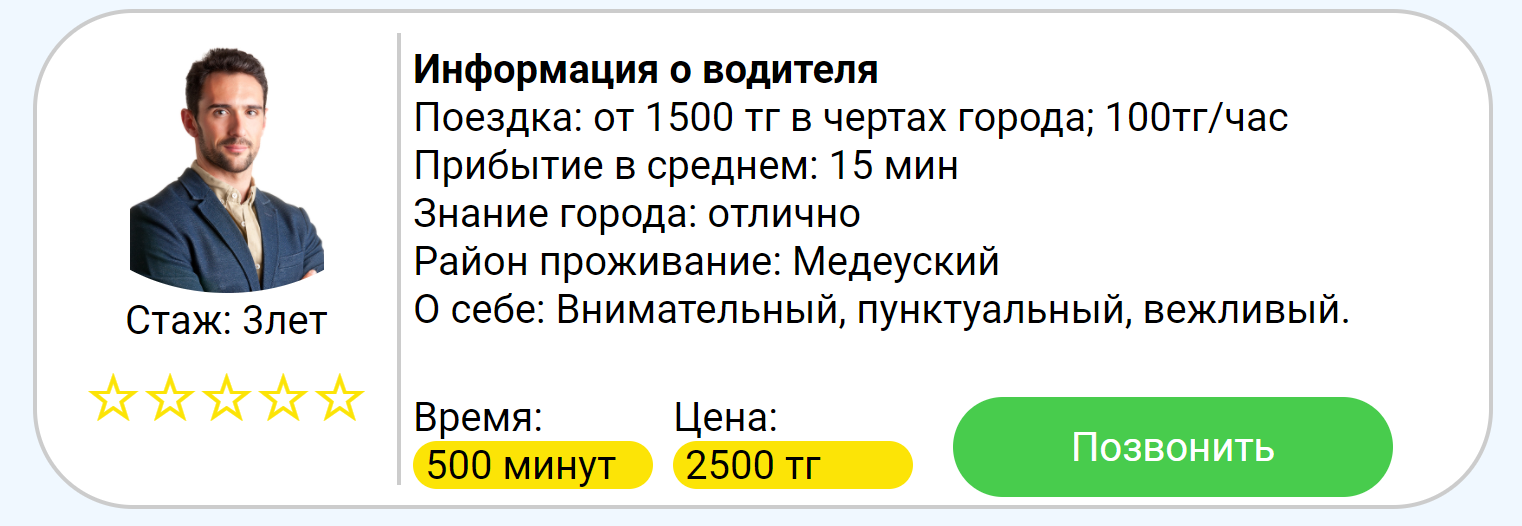 Стаж: 3лет
Информация о водителя
Поездка: от 1500 тг в чертах города; 100тг/час
Прибытие в среднем: 15 мин
Знание города: отлично
Район проживание: Медеуский
О себе: Внимательный, пунктуальный, вежливый.
Время:
500 минут
Цена:
2500 тг
Позвонить